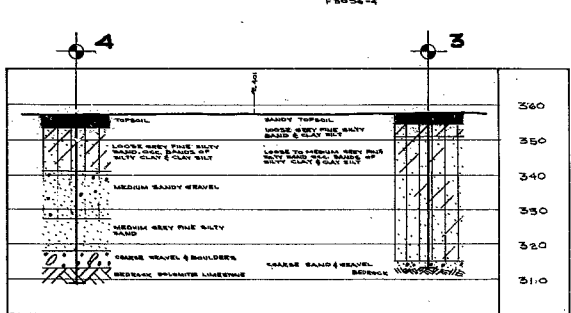 4
3
TOPSOIL
LOOSE GREY FINE SILTY
SAND, OCC. BANDS OF
SILTY CLAY & CLAY SILT
MEDIUM SANDY GRAVEL
MEDIUM GREY FINE SILTY
SAND
COARSE GRAVEL & BOULDERS
BEDROCK DOLOMITE LIMESTONE
SANDY TOPSOIL
LOOSE GREY FINE SILTY
SAND & CLAY SILT
LOOSE TO MEDIUM GREY FINE
SILTY SAND OCC. BANDS OF
SILTY CLAY & CLAY SILT
COARSE SAND & GRAVEL
BEDROCK
360
350
340
330
320
310